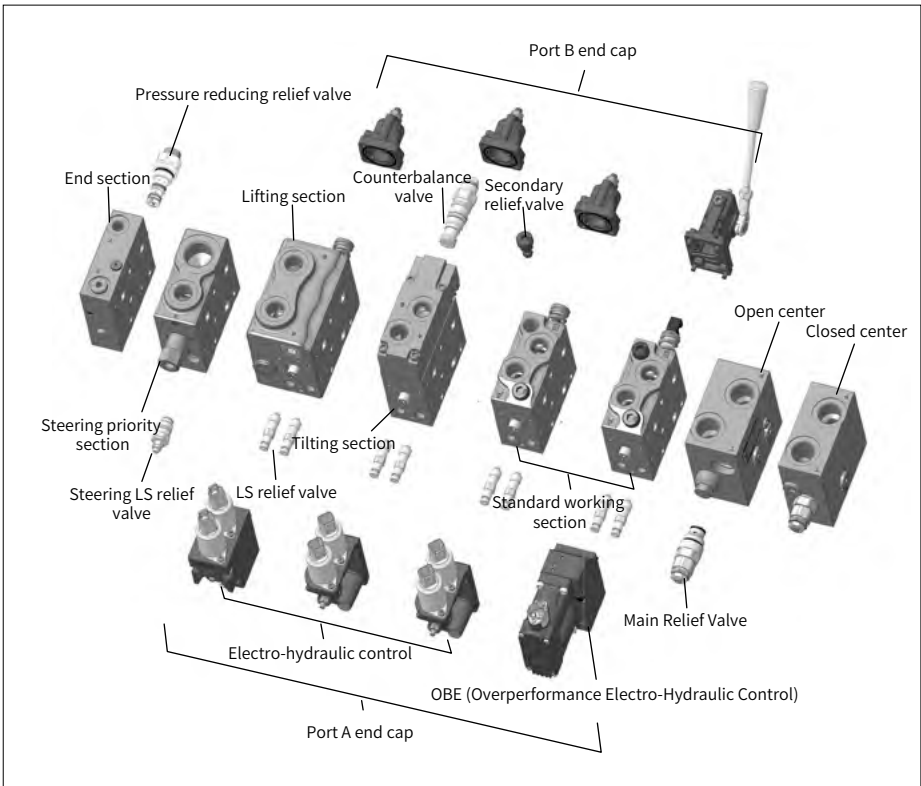 Port B end cap
Pressure reducing relief valve
End section
Lifting section
Counterbalance
valve
Secondary
relief valve
Open center
Closed center
Steering priority
section
Tilting section
Steering LS relief
valve
LS relief valve
Standard working
section
Main Relief Valve
Electro-hydraulic control
OBE (Overperformance Electro-Hydraulic Control)
Port A end cap